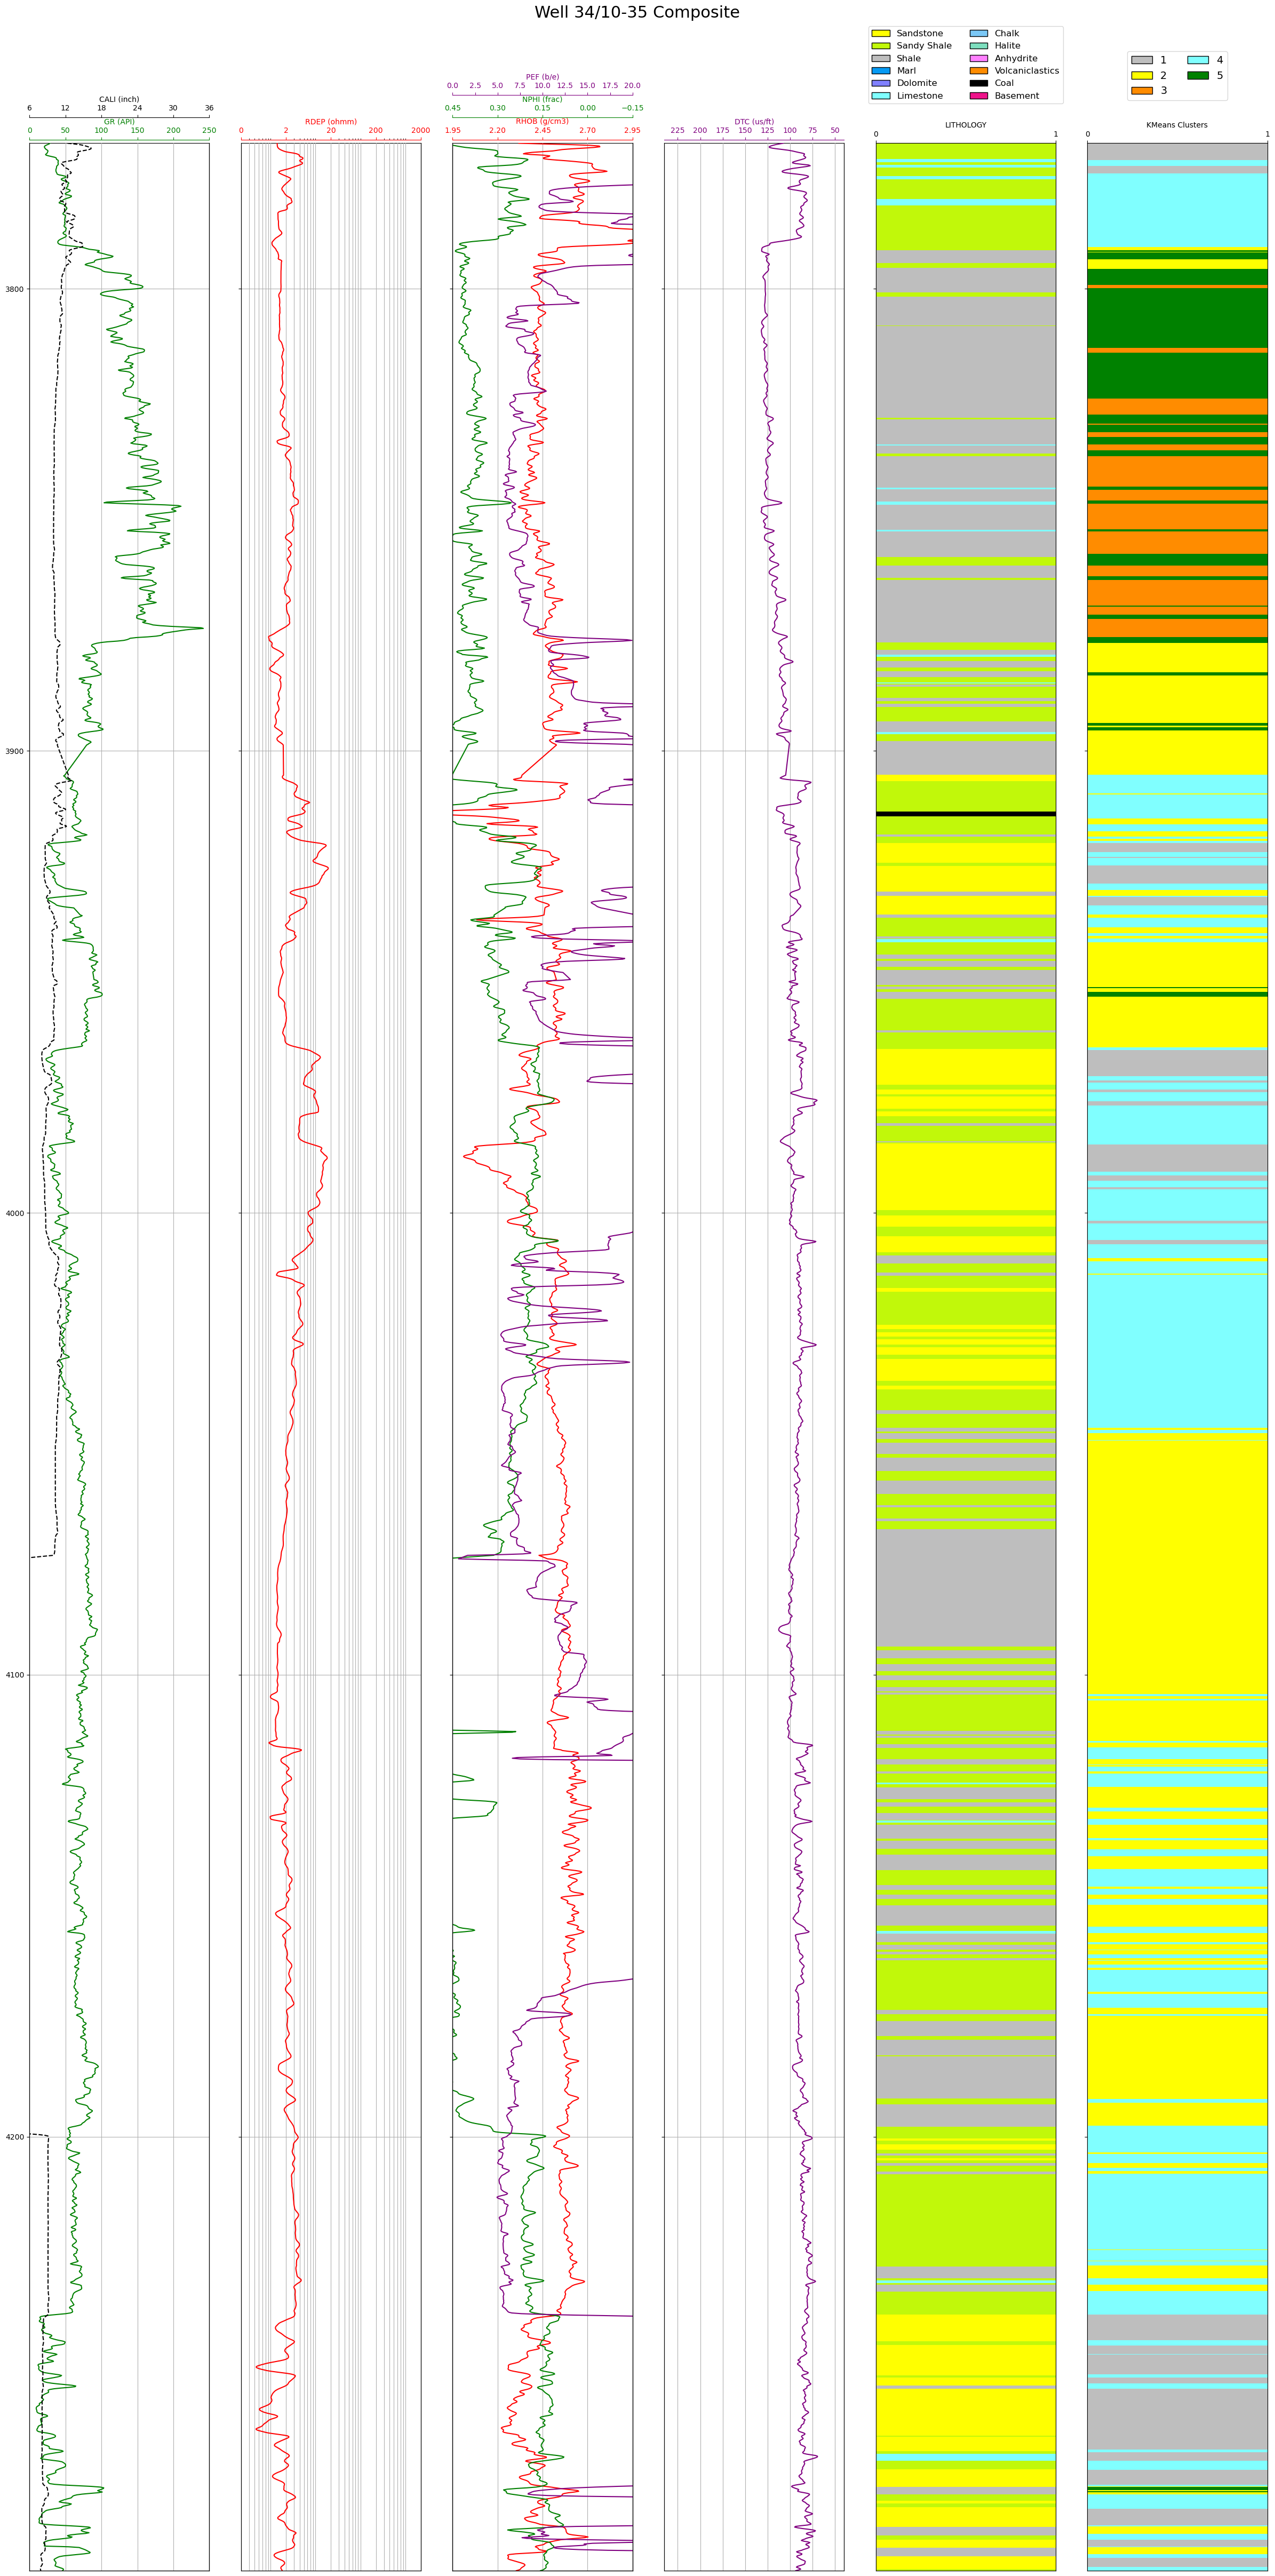 Well 34/10-35 Composite
Sandstone
Sandy Shale
Shale
Marl
Dolomite
Limestone
Chalk
Halite
Anhydrite
Volcaniclastics
Coal
Basement
1
2
3
4
5
CALI (inch)
6 12 18 24 30 36
GR (API)
0 50 100 150 200 250
RDEP (ohmm)
0 2 20 200 2000
PEF (b/e)
0.0 2.5 5.0 7.5 10.0 12.5 15.0 17.5 20.0
NPHI (frac)
0.45 0.30 0.15 0.00 −0.15
RHOB (g/cm3)
1.95 2.20 2.45 2.70 2.95
DTC (us/ft)
225 200 175 150 125 100 75 50
LITHOLOGY
0 1
KMeans Clusters
0 1
3800
3900
4000
4100
4200